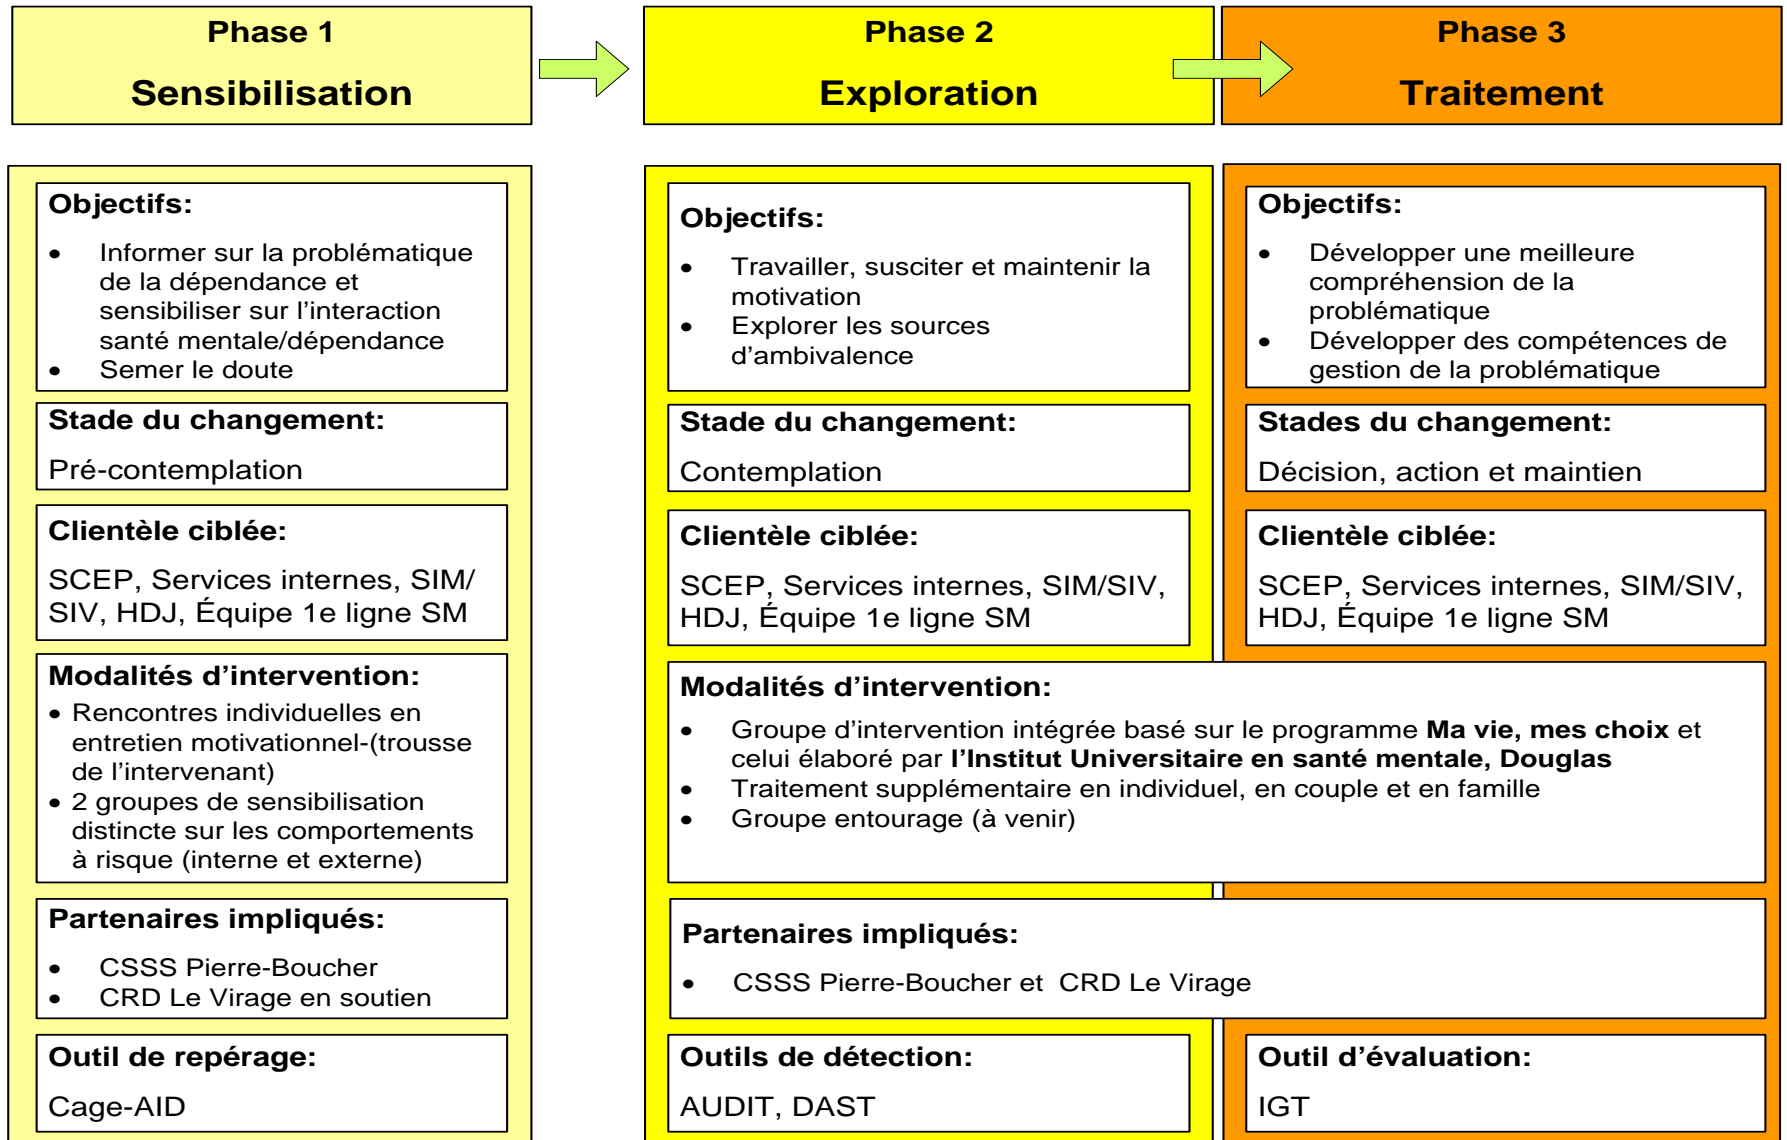 Phase 1
Sensibilisation
Phase 2
Exploration
Phase 3
Traitement
Objectifs:
• Informer sur la problématique
de la dépendance et
sensibiliser sur l’interaction
santé mentale/dépendance
• Semer le doute
Stade du changement:
Pré-contemplation
Clientèle ciblée:
SCEP, Services internes, SIM/
SIV, HDJ, Équipe 1e ligne SM
Modalités d’intervention:
• Rencontres individuelles en
entretien motivationnel-(trousse
de l’intervenant)
• 2 groupes de sensibilisation
distincte sur les comportements
à risque (interne et externe)
Partenaires impliqués:
• CSSS Pierre-Boucher
• CRD Le Virage en soutien
Outil de repérage:
Cage-AID
Objectifs:
• Travailler, susciter et maintenir la
motivation
• Explorer les sources
d’ambivalence
Stade du changement:
Contemplation
Clientèle ciblée:
SCEP, Services internes, SIM/SIV,
HDJ, Équipe 1e ligne SM
Objectifs:
• Développer une meilleure
compréhension de la
problématique
• Développer des compétences de
gestion de la problématique
Stades du changement:
Décision, action et maintien
Clientèle ciblée:
SCEP, Services internes, SIM/SIV,
HDJ, Équipe 1e ligne SM
Modalités d’intervention:
• Groupe d’intervention intégrée basé sur le programme Ma vie, mes choix et
celui élaboré par l’Institut Universitaire en santé mentale, Douglas
• Traitement supplémentaire en individuel, en couple et en famille
• Groupe entourage (à venir)
Partenaires impliqués:
• CSSS Pierre-Boucher et CRD Le Virage
Outils de détection:
AUDIT, DAST
Outil d’évaluation:
IGT